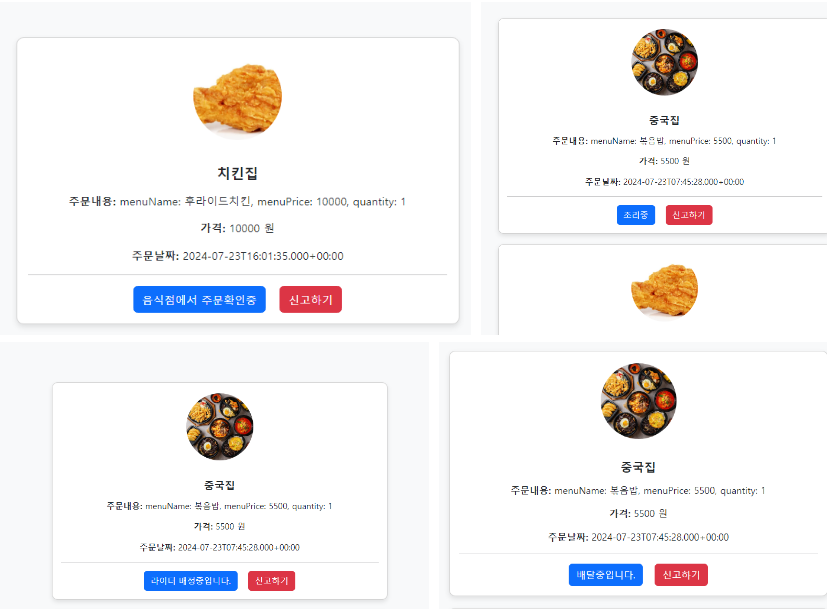 치킨집
주문내용: menuName: 후라이드치킨, menuPrice: 10000, quantity: 1
가격: 10000 원
주문날짜: 2024-07-23T16:01:35.000+00:00
음식점에서 주문확인중 신고하기
중국집
주문내용: menuName: 볶음밥, menuPrice: 5500, quantity: 1
가격: 5500 원
주문날짜: 2024-07-23T07:45:28.000+00:00
조리중 신고하기
중국집
주문내용: menuName: 볶음밥, menuPrice: 5500, quantity: 1
가격: 5500 원
주문날짜: 2024-07-23T07:45:28.000+00:00
라이더 배정중입니다. 신고하기
중국집
주문내용: menuName: 볶음밥, menuPrice: 5500, quantity: 1
가격: 5500 원
주문날짜: 2024-07-23T07:45:28.000+00:00
배달중입니다. 신고하기